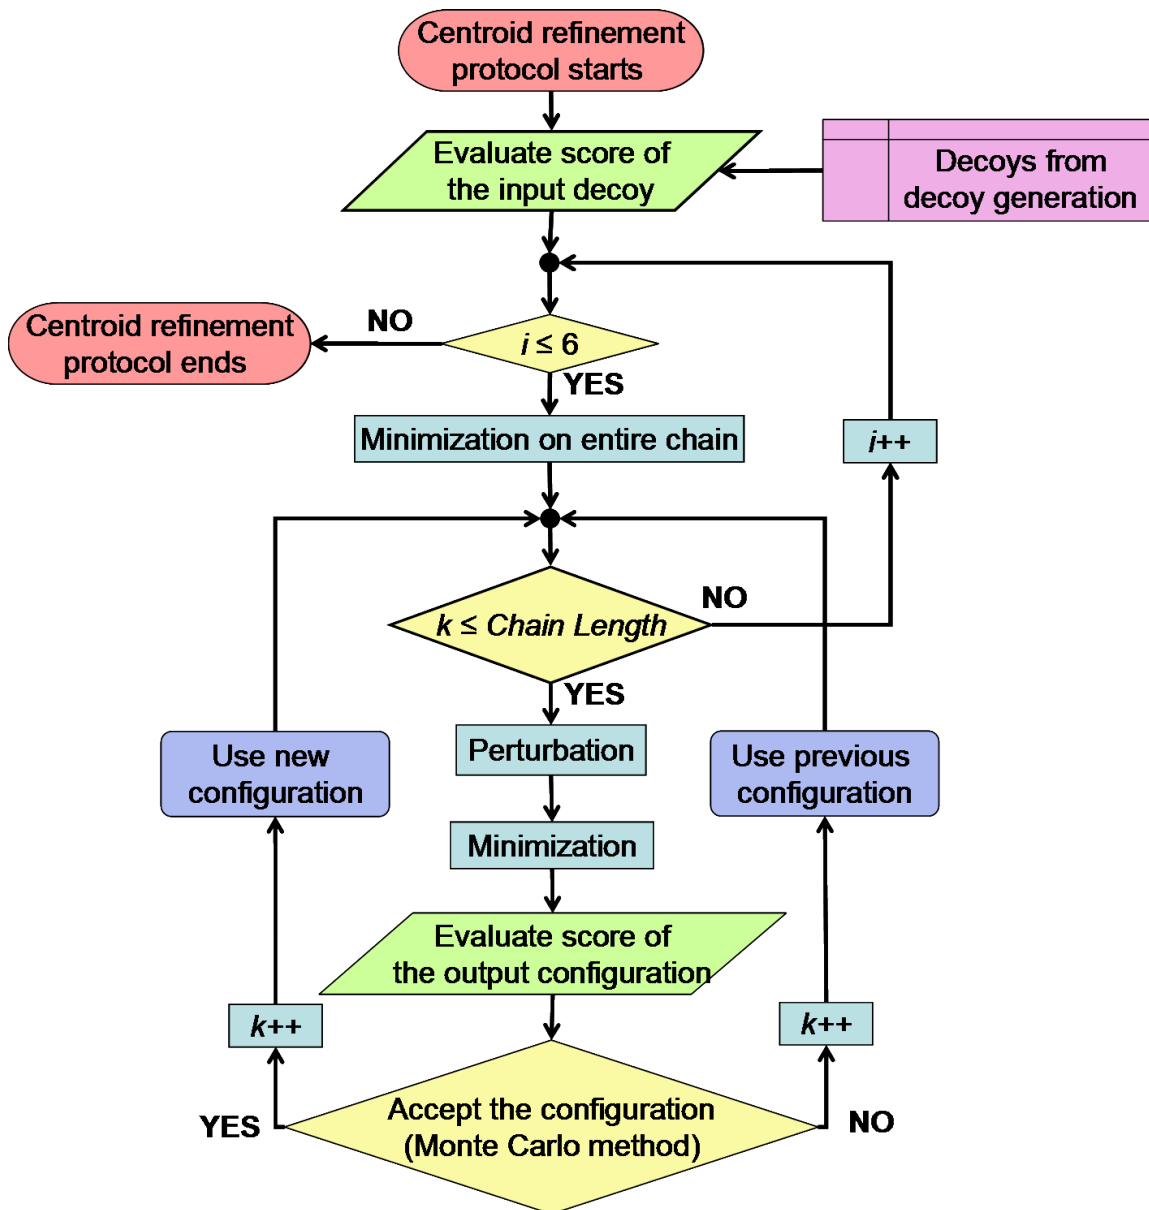 Centroid refinement
protocol starts
Evaluate score of
the input decoy
Decoys from
decoy generation
Centroid refinement
protocol ends
NO
i ≤ 6
YES
Minimization on entire chain
i++
k ≤ Chain Length
NO
YES
Use new
configuration
Perturbation
Use previous
configuration
Minimization
Evaluate score of
the output configuration
k++
k++
YES
Accept the configuration
(Monte Carlo method)
NO